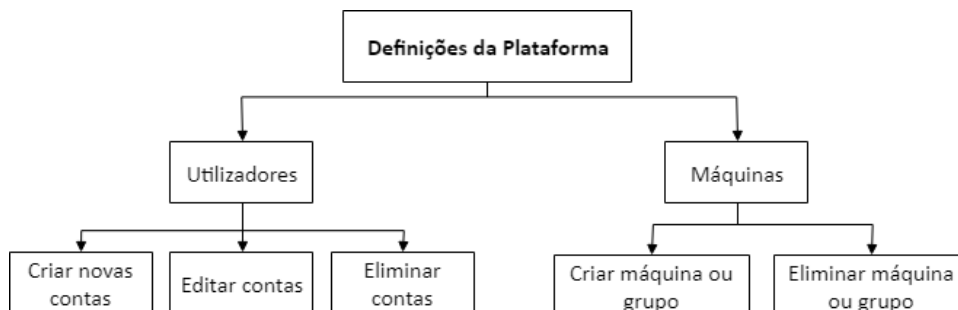 Definições da Plataforma
Utilizadores
Máquinas
Criar novas
contas
Editar contas
Eliminar
contas
Criar máquina ou
grupo
Eliminar máquina
ou grupo